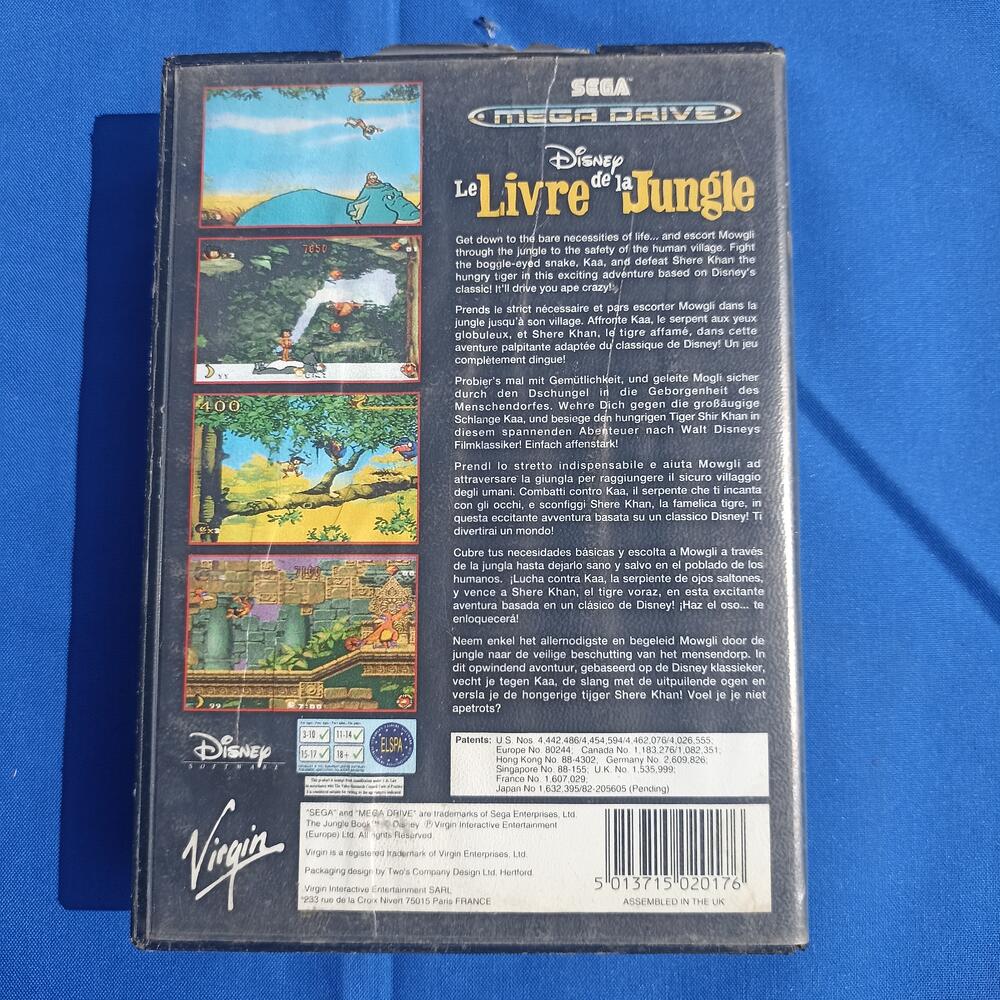 SEGA
MEGA DRIVE
Disney
Le Livre de la Jungle
Get down to the bare necessities of life... and escort Mowgli
through the jungle to the safety of the human village. Fight
the boggle-eyed snake, Kaa, and defeat Shere Khan the
hungry tiger in this exciting adventure based on Disney's
classic! It'll drive you ape crazy!
Prends le strict nécessaire et pars escorter Mowgli dans la
jungle jusqu'à son village. Affronte Kaa, le serpent aux yeux
globuleux, et Shere Khan, le tigre affamé, dans cette
aventure palpitante adaptée du classique de Disney! Un jeu
complètement dingue!
Probier's mal mit Gemütlichkeit, und geleite Mogli sicher
durch den Dschungel in die Geborgenheit des
Menschendorfes. Wehre Dich gegen die großäugige
Schlange Kaa, und besiege den hungrigen Tiger Shir Khan in
diesem spannenden Abenteuer nach Walt Disneys
Filmklassiker! Einfach affenstark!
Prendi lo stretto indispensabile e aiuta Mowgli ad
attraversare la giungla per raggiungere il sicuro villaggio
degli umani. Combatti contro Kaa, il serpente che ti incanta
con gli occhi, e sconfiggi Shere Khan, la famelica tigre, in
questa eccitante avventura basata su un classico Disney! Ti
divertirai un mondo!
Cubre tus necesidades básicas y escolta a Mowgli a través
de la jungla hasta dejarlo sano y salvo en el poblado de los
humanos. ¡Lucha contra Kaa, la serpiente de ojos saltones,
y vence a Shere Khan, el tigre voraz, en esta excitante
aventura basada en un clásico de Disney! ¡Haz el oso... te
enloquecerá!
Neem enkel het allernodigste en begeleid Mowgli door de
jungle naar de veilige beschutting van het mensendorp. In
dit opwindend avontuur, gebaseerd op de Disney klassieker,
vecht je tegen Kaa, de slang met de uitpuilende ogen en
versla je de hongerige tijger Shere Khan! Voel je je niet
apetrots?
7650
400
7100
99
7:00
Disney
SOFTWARE
3-10
11-14
15-17
18+
ELSPA
Virgin
Patents: U.S. Nos. 4,442,486/4,454,594/4,462,076/4,026,555;
Europe No. 80244; Canada No. 1,183,276/1,082,351;
Hong Kong No. 88-4302; Germany No. 2,609,826;
Singapore No. 88-155; U.K. No. 1,535,999;
France No. 1,607,029;
Japan No 1,632,395/82-205605 (Pending)
"SEGA" and "MEGA DRIVE" are trademarks of Sega Enterprises, Ltd.
The Jungle Book Disney. Ⓟ Virgin Interactive Entertainment
(Europe) Ltd. All rights Reserved.
Virgin is a registered trademark of Virgin Enterprises, Ltd.
Packaging design by Two's Company Design Ltd. Hertford.
Virgin Interactive Entertainment SARL
233 rue de la Croix Nivert 75015 Paris FRANCE
5 013715 020176
ASSEMBLED IN THE UK